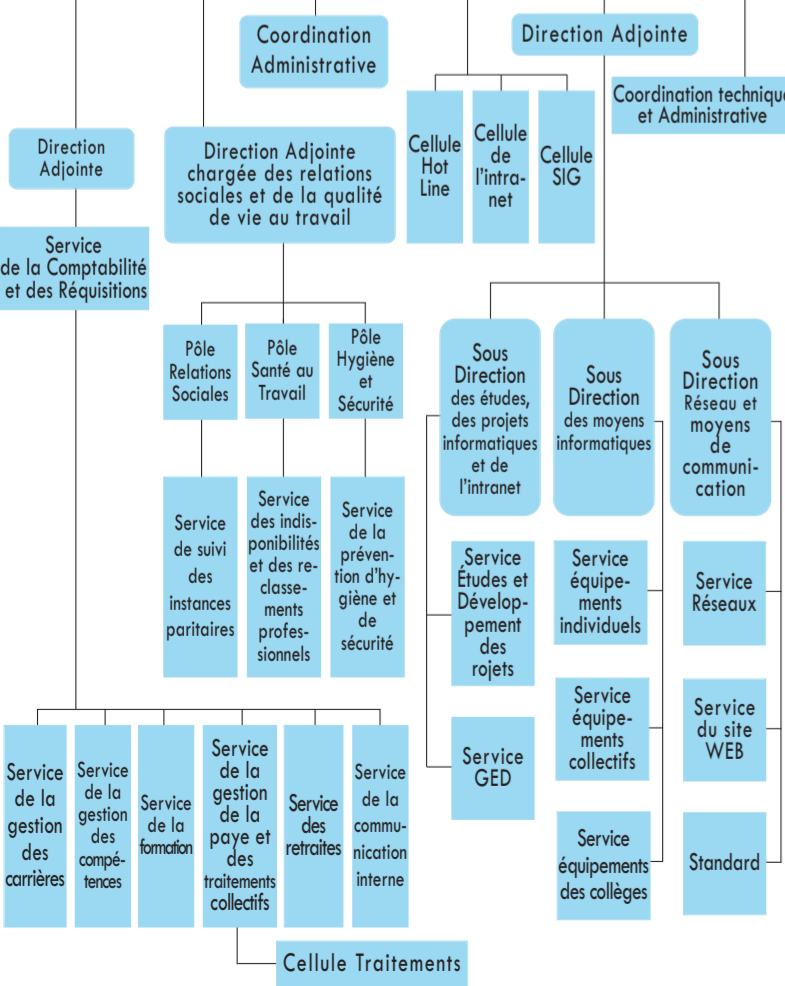 Coordination
Administrative
Direction Adjointe
Coordination technique
et Administrative
Cellule
Hot
Line
Cellule
de
l'intra-
net
Cellule
SIG
Direction
Adjointe
Direction Adjointe
chargée des relations
sociales et de la qualité
de vie au travail
Service
de la Comptabilité
et des Réquisitions
Pôle
Relations
Sociales
Pôle
Santé au
Travail
Pôle
Hygiène
et
Sécurité
Sous
Direction
des études,
des projets
informatiques
et de
l'intranet
Sous
Direction
des moyens
informatiques
Sous
Direction
Réseau et
moyens
de
communi-
cation
Service
de suivi
des
instances
paritaires
Service
des indis-
ponibilités
et des re-
classe-
ments
profes-
sionnels
Service
de la
préven-
tion d'hy-
giène et
de
sécurité
Service
Études et
Dévelop-
pement
des
rojets
Service
équipe-
ments
individuels
Service
Réseaux
Service
GED
Service
équipe-
ments
collectifs
Service
du site
WEB
Service
équipements
des collèges
Standard
Service
de la
gestion
des
carrières
Service
de la
gestion
des
compé-
tences
Service
de la
formation
Service
de la
gestion
de la
paye et
des
traitements
collectifs
Service
des
retraites
Service
de la
commu-
nication
interne
Cellule Traitements